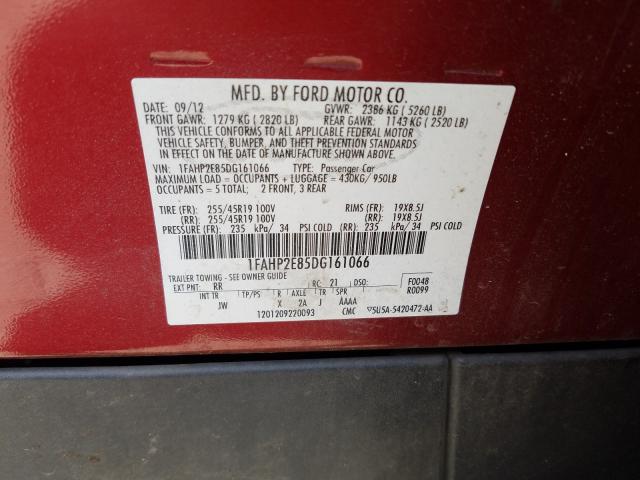 MFD. BY FORD MOTOR CO.
DATE: 09/12 GVWR: 2386 KG ( 5260 LB)
FRONT GAWR: 1279 KG ( 2820 LB) REAR GAWR: 1143 KG ( 2520 LB)
THIS VEHICLE CONFORMS TO ALL APPLICABLE FEDERAL MOTOR
VEHICLE SAFETY, BUMPER, AND THEFT PREVENTION STANDARDS
IN EFFECT ON THE DATE OF MANUFACTURE SHOWN ABOVE.
VIN: 1FAHP2E85DG161066 TYPE: Passenger Car
MAXIMUM LOAD = OCCUPANTS + LUGGAGE = 430KG/ 950LB
OCCUPANTS = 5 TOTAL: 2 FRONT, 3 REAR
TIRE (FR): 255/45R19 100V RIMS (FR): 19X8.5J
(RR): 255/45R19 100V (RR): 19X8.5J
PRESSURE (FR): 235 kPa/ 34 PSI COLD (RR): 235 kPa/ 34 PSI COLD
1FAHP2E85DG161066
TRAILER TOWING - SEE OWNER GUIDE
EXT PNT: RR RC: 21 DSO: F0048
INT TR TP/PS R AXLE TR SPR R0099
JW X 2A J AAAA
1201209220093 CMC 5U5A-5420472-AA